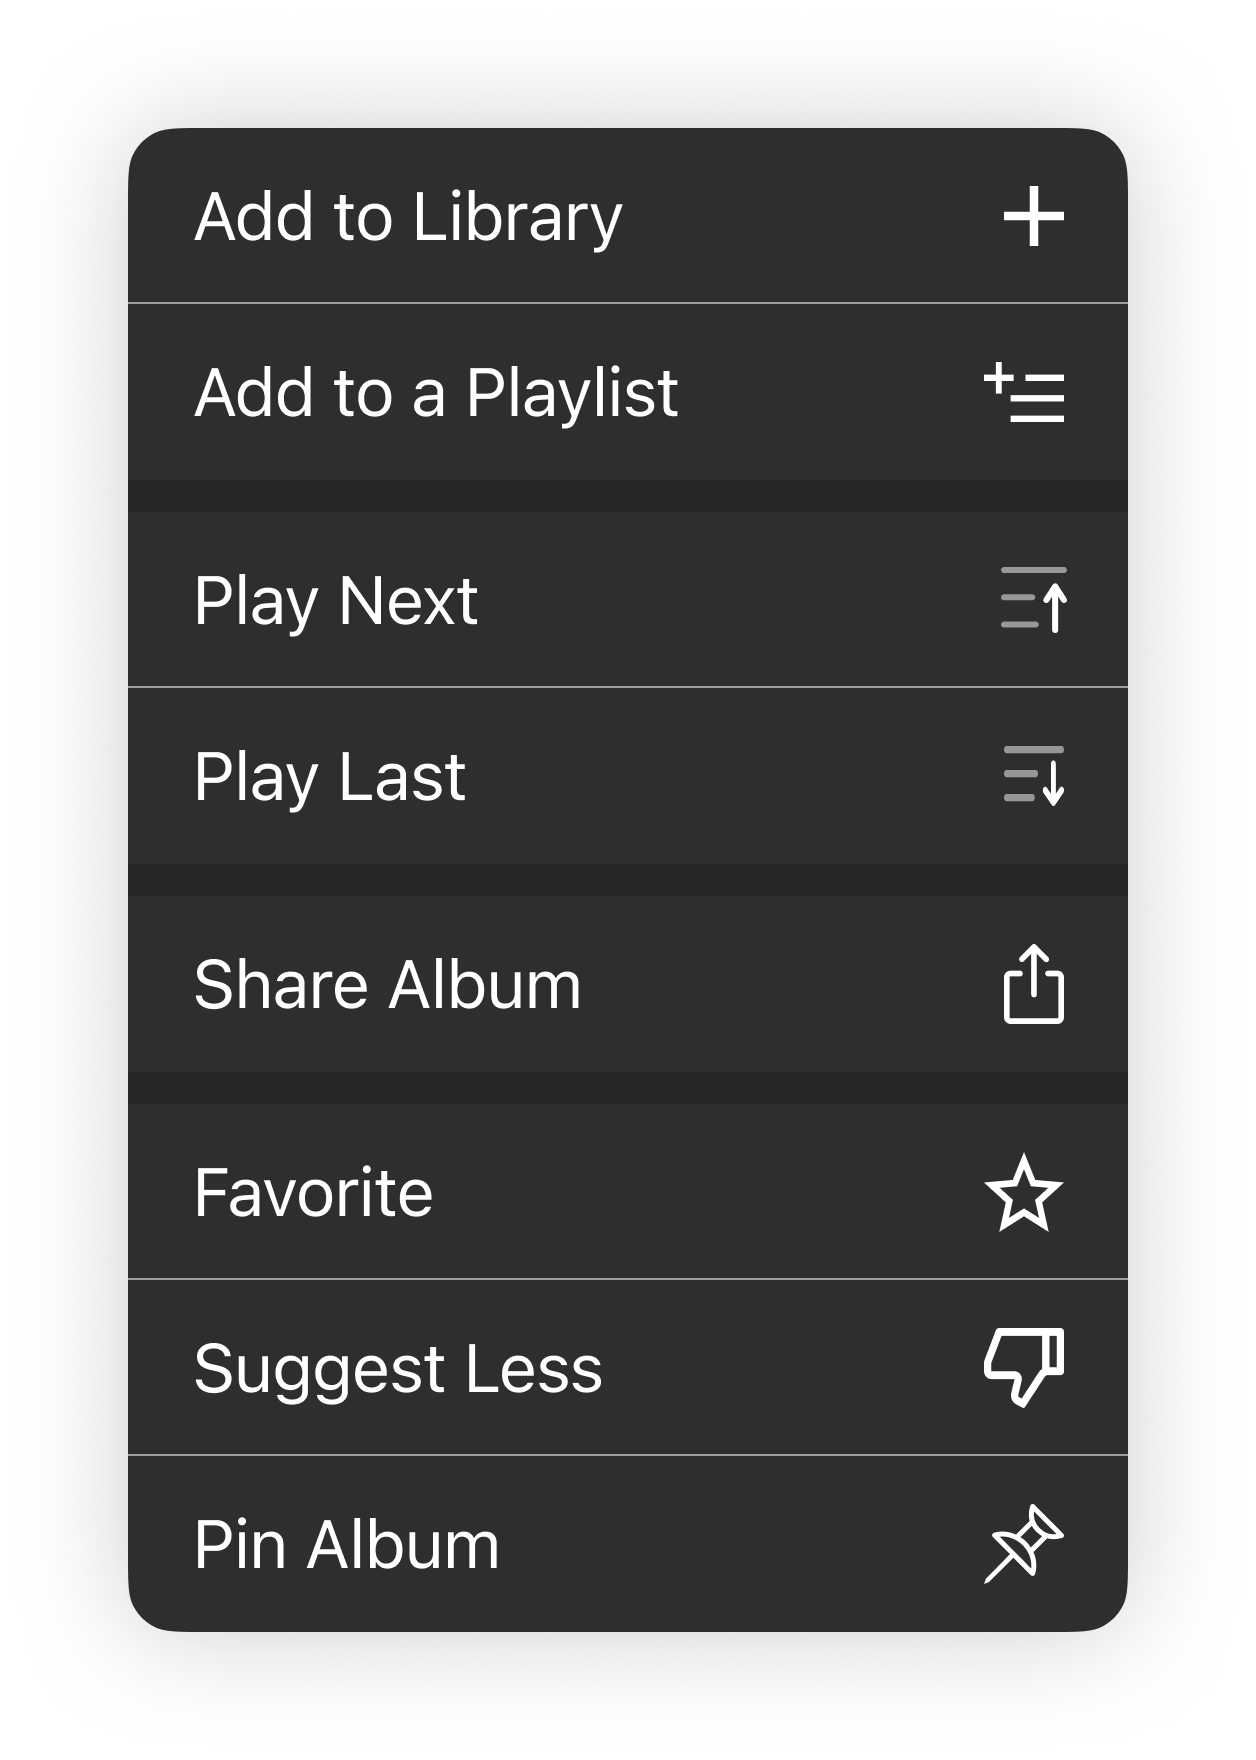 Add to Library
Add to a Playlist
Play Next
Play Last
Share Album
Favorite
Suggest Less
Pin Album